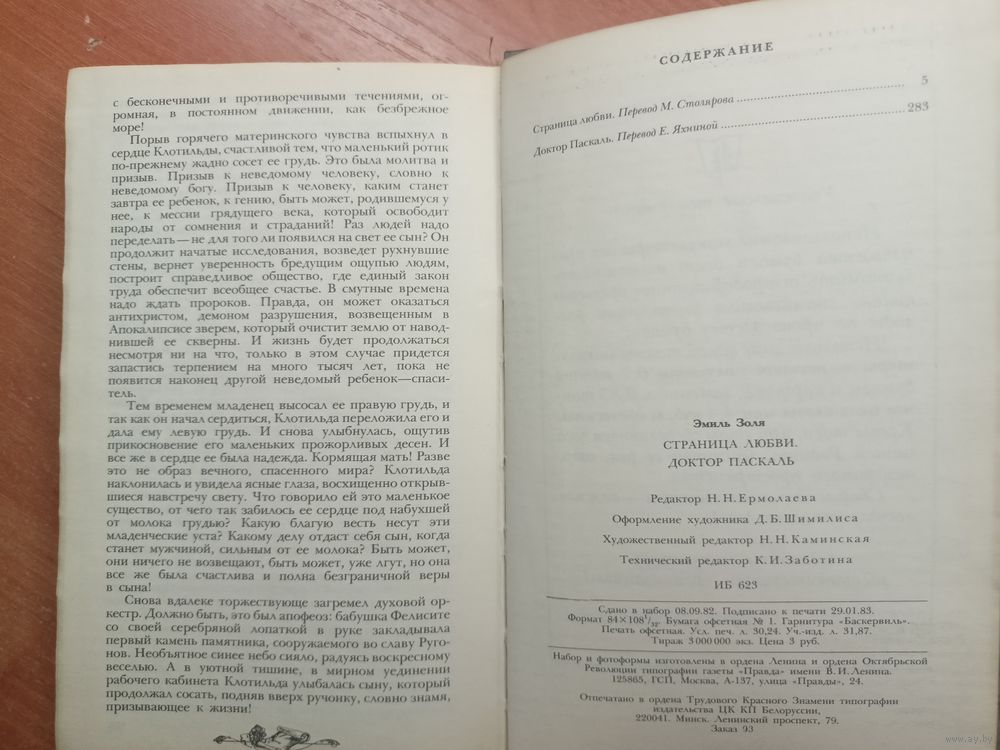 с бесконечными и противоречивыми течениями, ог-
ромная, в постоянном движении, как безбрежное
море!
Порыв горячего материнского чувства вспыхнул в
сердце Клотильды, счастливой тем, что маленький ротик
по-прежнему жадно сосет ее грудь. Это была молитва и
призыв. Призыв к неведомому человеку, словно к
неведомому богу. Призыв к человеку, каким станет
завтра ее ребенок, к гению, быть может, родившемуся у
нее, к мессии грядущего века, который освободит
народы от сомнения и страданий! Раз людей надо
переделать — не для того ли появился на свет ее сын? Он
продолжит начатые исследования, возведет рухнувшие
стены, вернет уверенность бредущим ощупью людям,
построит справедливое общество, где единый закон
труда обеспечит всеобщее счастье. В смутные времена
надо ждать пророков. Правда, он может оказаться
антихристом, демоном разрушения, возвещенным в
Апокалипсисе зверем, который очистит землю от навод-
нившей ее скверны. И жизнь будет продолжаться
несмотря ни на что, только в этом случае придется
запастись терпением на много тысяч лет, пока не
появится наконец другой неведомый ребенок—спаси-
тель.
Тем временем младенец высосал ее правую грудь, и
так как он начал сердиться, Клотильда переложила его и
дала ему левую грудь. И снова улыбнулась, ощутив
прикосновение его маленьких прожорливых десен. И
все же в сердце ее была надежда. Кормящая мать! Разве
это не образ вечного, спасенного мира? Клотильда
наклонилась и увидела ясные глаза, восхищенно открыв-
шиеся навстречу свету. Что говорило ей это маленькое
существо, от чего так забилось ее сердце под набухшей
от молока грудью? Какую благую весть несут эти
младенческие уста? Какому делу отдаст себя сын, когда
станет мужчиной, сильным от ее молока? Быть может,
они ничего не возвещают, быть может, уже лгут, но она
все же была счастлива и полна безграничной веры
в сына!
Снова вдалеке торжествующе загремел духовой ор-
кестр. Должно быть, это был апофеоз: бабушка Фелисите
со своей серебряной лопаткой в руке закладывала
первый камень памятника, сооружаемого во славу Руго-
нов. Необъятное синее небо сияло, радуясь воскресному
веселью. А в уютной тишине, в мирном уединении
рабочего кабинета Клотильда улыбалась сыну, который
продолжал сосать, подняв вверх ручонку, словно знамя,
призывающее к жизни!
СОДЕРЖАНИЕ
Страница любви. Перевод М. Столярова 5
Доктор Паскаль. Перевод Е. Яхниной 283
Эмиль Золя
СТРАНИЦА ЛЮБВИ.
ДОКТОР ПАСКАЛЬ
Редактор Н. Н. Ермолаева
Оформление художника Д. Б. Шимилиса
Художественный редактор Н. Н. Каминская
Технический редактор К. И. Заботина
ИБ 623
Сдано в набор 08.09.82. Подписано к печати 29.01.83.
Формат 84×108¹/₃₂. Бумага офсетная № 1. Гарнитура «Баскервиль».
Печать офсетная. Усл. печ. л. 30,24. Уч.-изд. л. 31,87.
Тираж 3 000 000 экз. Цена 3 руб.
Набор и фотоформы изготовлены в ордена Ленина и ордена Октябрьской
Революции типографии газеты «Правда» имени В. И. Ленина.
125865, ГСП, Москва, А-137, улица «Правды», 24.
Отпечатано в ордена Трудового Красного Знамени типографии
издательства ЦК КП Белоруссии,
220041. Минск. Ленинский проспект, 79.
Заказ 93
www.ay.by